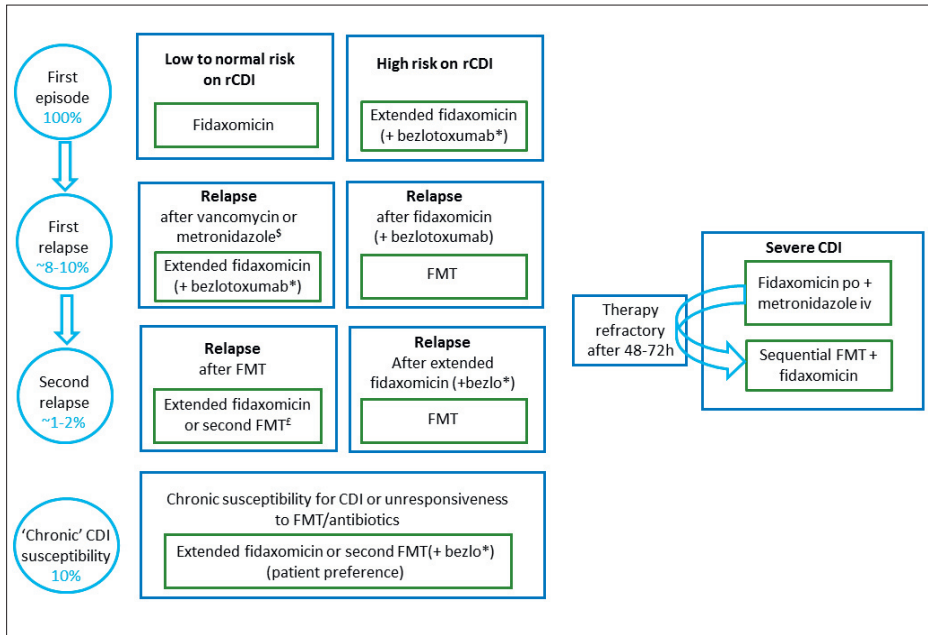 First
episode
100%
Low to normal risk
on rCDI
Fidaxomicin
High risk on rCDI
Extended fidaxomicin
(+ bezlotoxumab*)
First
relapse
~8-10%
Relapse
after vancomycin or
metronidazole$
Extended fidaxomicin
(+ bezlotoxumab*)
Relapse
after fidaxomicin
(+ bezlotoxumab)
FMT
Second
relapse
~1-2%
Relapse
after FMT
Extended fidaxomicin
or second FMT£
Relapse
After extended
fidaxomicin (+bezlo*)
FMT
'Chronic' CDI
susceptibility
10%
Chronic susceptibility for CDI or unresponsiveness
to FMT/antibiotics
Extended fidaxomicin or second FMT(+ bezlo*)
(patient preference)
Therapy
refractory
after 48-72h
Severe CDI
Fidaxomicin po +
metronidazole iv
Sequential FMT +
fidaxomicin